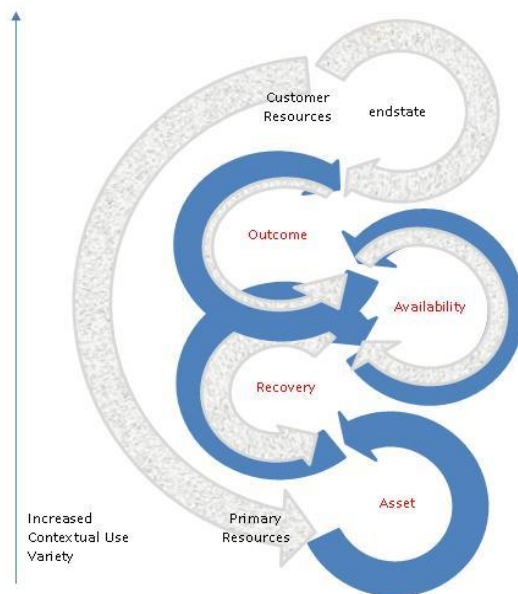 Customer
Resources
endstate
Outcome
Availability
Recovery
Asset
Increased
Contextual Use
Variety
Primary
Resources